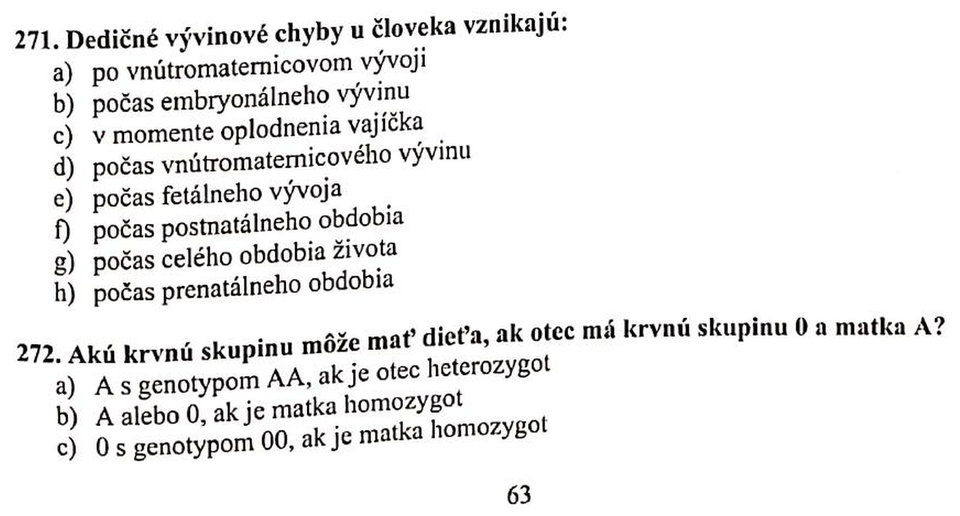 271. Dedičné vývinové chyby u človeka vznikajú:
a) po vnútromaternicovom vývoji
b) počas embryonálneho vývinu
c) v momente oplodnenia vajíčka
d) počas vnútromaternicového vývinu
e) počas fetálneho vývoja
f) počas postnatálneho obdobia
g) počas celého obdobia života
h) počas prenatálneho obdobia
272. Akú krvnú skupinu môže mať dieťa, ak otec má krvnú skupinu 0 a matka A?
a) A s genotypom AA, ak je otec heterozygot
b) A alebo 0, ak je matka homozygot
c) 0 s genotypom 00, ak je matka homozygot
63